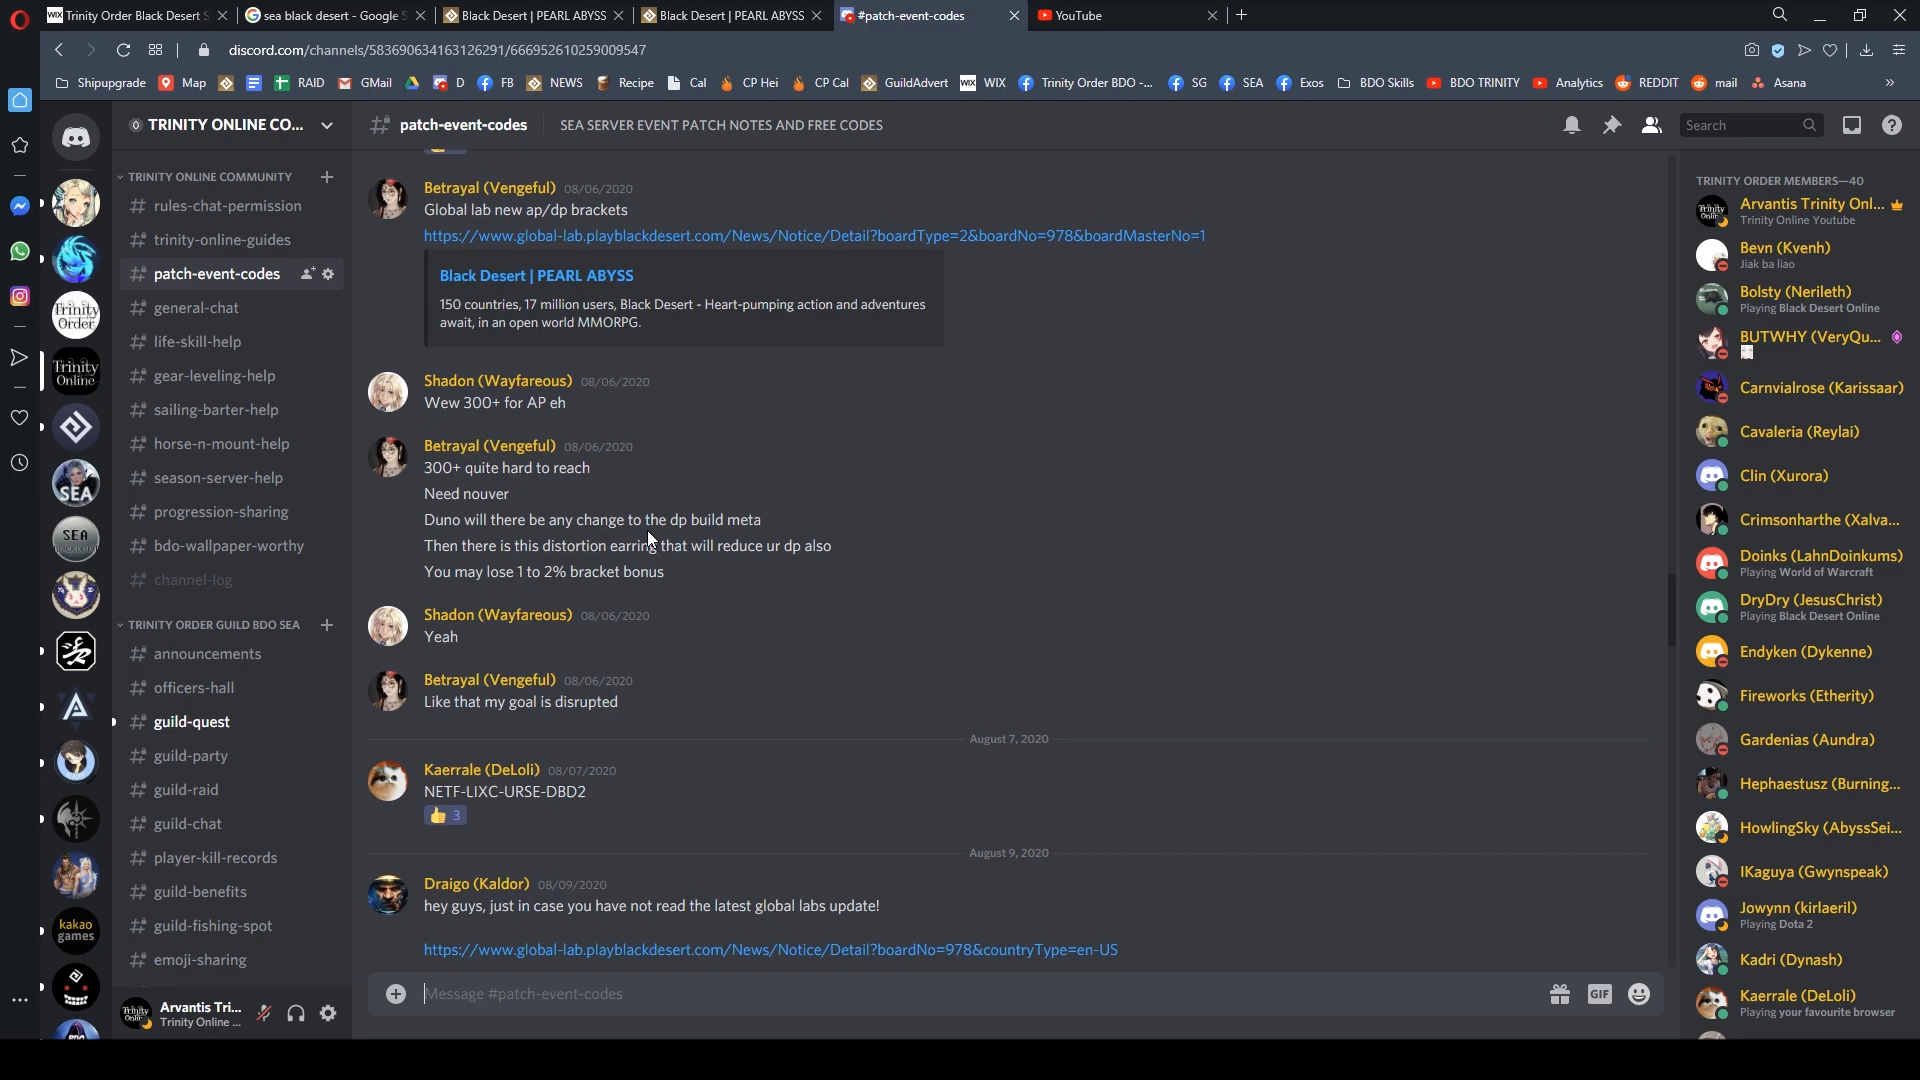 Trinity Order Black Desert S
sea black desert - Google S
Black Desert | PEARL ABYSS
Black Desert | PEARL ABYSS
#patch-event-codes
YouTube
discord.com/channels/583690634163126291/666952610259009547
Shipupgrade
Map
RAID
GMail
D
FB
NEWS
Recipe
Cal
CP Hei
CP Cal
GuildAdvert
WIX
Trinity Order BDO -...
SG
SEA
Exos
BDO Skills
BDO TRINITY
Analytics
REDDIT
mail
Asana
TRINITY ONLINE CO...
patch-event-codes
SEA SERVER EVENT PATCH NOTES AND FREE CODES
Search
TRINITY ONLINE COMMUNITY
rules-chat-permission
trinity-online-guides
patch-event-codes
general-chat
life-skill-help
gear-leveling-help
sailing-barter-help
horse-n-mount-help
season-server-help
progression-sharing
bdo-wallpaper-worthy
channel-log
TRINITY ORDER GUILD BDO SEA
announcements
officers-hall
guild-quest
guild-party
guild-raid
guild-chat
player-kill-records
guild-benefits
guild-fishing-spot
emoji-sharing
Arvantis Tri...
Trinity Online ...
Trinity
Order
Trinity
Online
SEA
SEA
kakao
games
Betrayal (Vengeful) 08/06/2020
Global lab new ap/dp brackets
https://www.global-lab.playblackdesert.com/News/Notice/Detail?boardType=2&boardNo=978&boardMasterNo=1
Black Desert | PEARL ABYSS
150 countries, 17 million users, Black Desert - Heart-pumping action and adventures
await, in an open world MMORPG.
Shadon (Wayfareous) 08/06/2020
Wew 300+ for AP eh
Betrayal (Vengeful) 08/06/2020
300+ quite hard to reach
Need nouver
Duno will there be any change to the dp build meta
Then there is this distortion earring that will reduce ur dp also
You may lose 1 to 2% bracket bonus
Shadon (Wayfareous) 08/06/2020
Yeah
Betrayal (Vengeful) 08/06/2020
Like that my goal is disrupted
August 7, 2020
Kaerrale (DeLoli) 08/07/2020
NETF-LIXC-URSE-DBD2
3
August 9, 2020
Draigo (Kaldor) 08/09/2020
hey guys, just in case you have not read the latest global labs update!
https://www.global-lab.playblackdesert.com/News/Notice/Detail?boardNo=978&countryType=en-US
Message #patch-event-codes
GIF
TRINITY ORDER MEMBERS—40
Arvantis Trinity Onl...
Trinity Online Youtube
Bevn (Kvenh)
Jiak ba liao
Bolsty (Nerileth)
Playing Black Desert Online
BUTWHY (VeryQu...
Carnvialrose (Karissaar)
Cavaleria (Reylai)
Clin (Xurora)
Crimsonharthe (Xalva...
Doinks (LahnDoinkums)
Playing World of Warcraft
DryDry (JesusChrist)
Playing Black Desert Online
Endyken (Dykenne)
Fireworks (Etherity)
Gardenias (Aundra)
Hephaestusz (Burning...
HowlingSky (AbyssSei...
IKaguya (Gwynspeak)
Jowynn (kirlaeril)
Playing Dota 2
Kadri (Dynash)
Kaerrale (DeLoli)
Playing your favourite browser